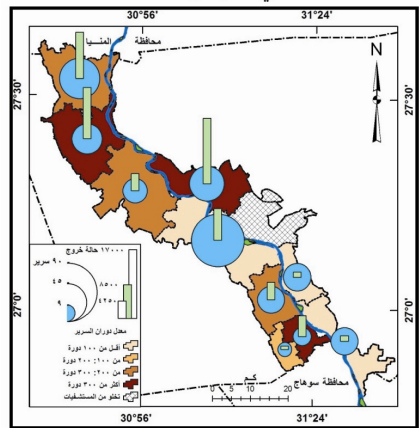 30°56' 31°24'
محافظة المنيا
N
27°30' 27°30'
١٧٠٠٠ حالة خروج
٩٠ سرير
٤٥ ٨٥٠٠
٩ ٤٢٥٠
معدل دوران السرير
أقل من ١٠٠ دورة
من ١٠٠: ٢٠٠ دورة
من ٢٠٠: ٣٠٠ دورة
أكثر من ٣٠٠ دورة
تخلو من المستشفيات
27°0' 27°0'
كم
0 5 10 20
محافظة سوهاج
30°56' 31°24'